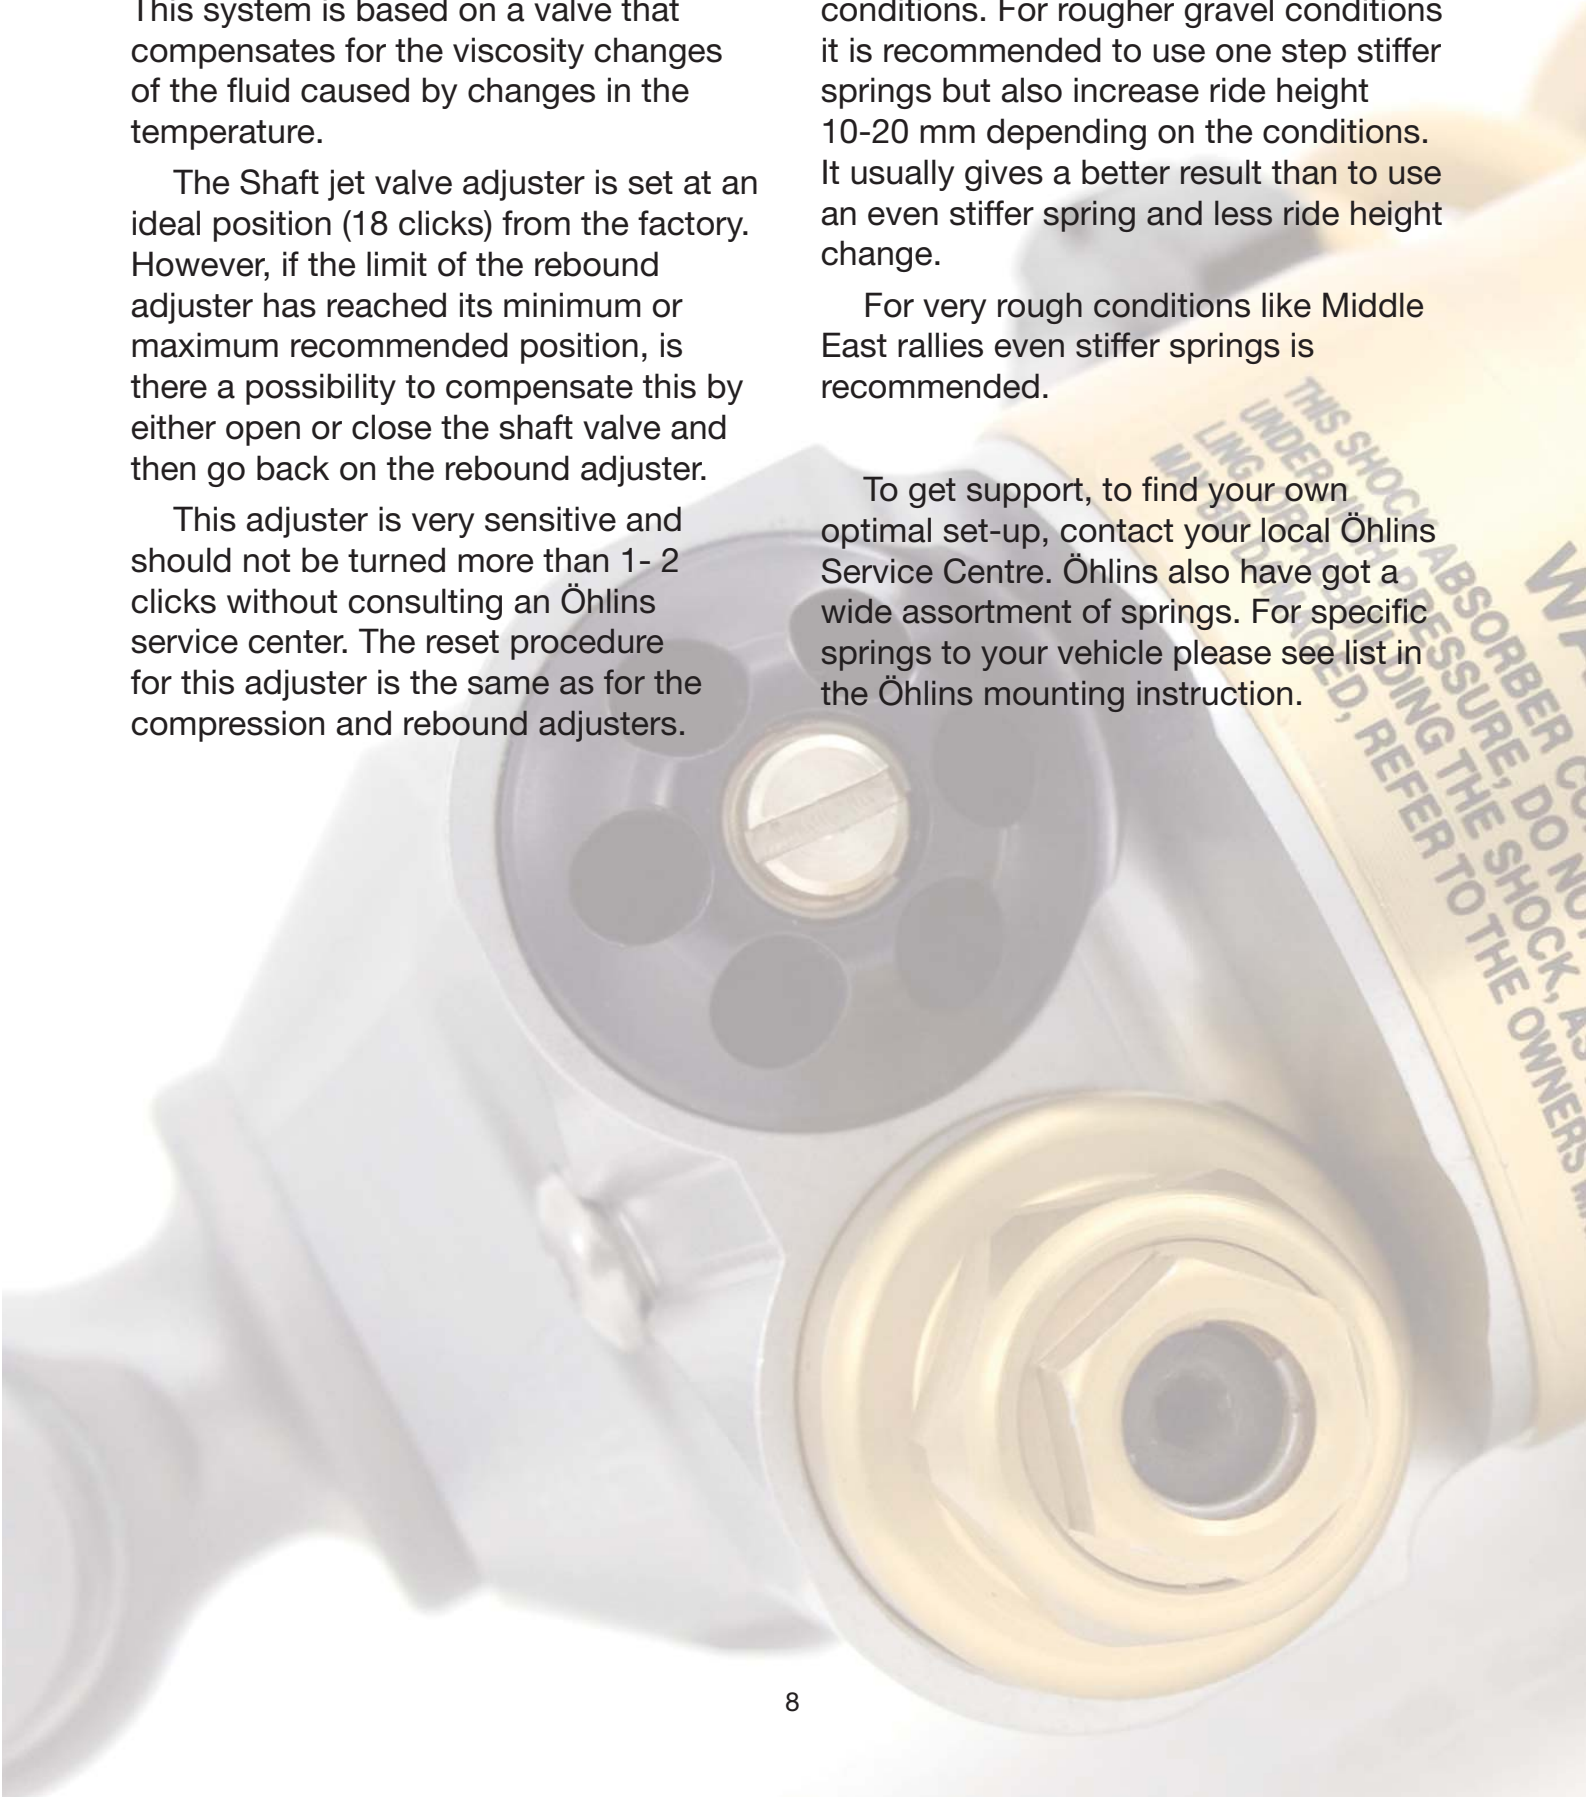 This system is based on a valve that
compensates for the viscosity changes
of the fluid caused by changes in the
temperature.
The Shaft jet valve adjuster is set at an
ideal position (18 clicks) from the factory.
However, if the limit of the rebound
adjuster has reached its minimum or
maximum recommended position, is
there a possibility to compensate this by
either open or close the shaft valve and
then go back on the rebound adjuster.
This adjuster is very sensitive and
should not be turned more than 1- 2
clicks without consulting an Öhlins
service center. The reset procedure
for this adjuster is the same as for the
compression and rebound adjusters.
conditions. For rougher gravel conditions
it is recommended to use one step stiffer
springs but also increase ride height
10-20 mm depending on the conditions.
It usually gives a better result than to use
an even stiffer spring and less ride height
change.
For very rough conditions like Middle
East rallies even stiffer springs is
recommended.
To get support, to find your own
optimal set-up, contact your local Öhlins
Service Centre. Öhlins also have got a
wide assortment of springs. For specific
springs to your vehicle please see list in
the Öhlins mounting instruction.
WA
THIS SHOCK ABSORBER CO
UNDER HIGH PRESSURE, DO NOT
LING OR REBUILDING THE SHOCK, AS
MAY BE DAMAGED, REFER TO THE OWNERS MA
8